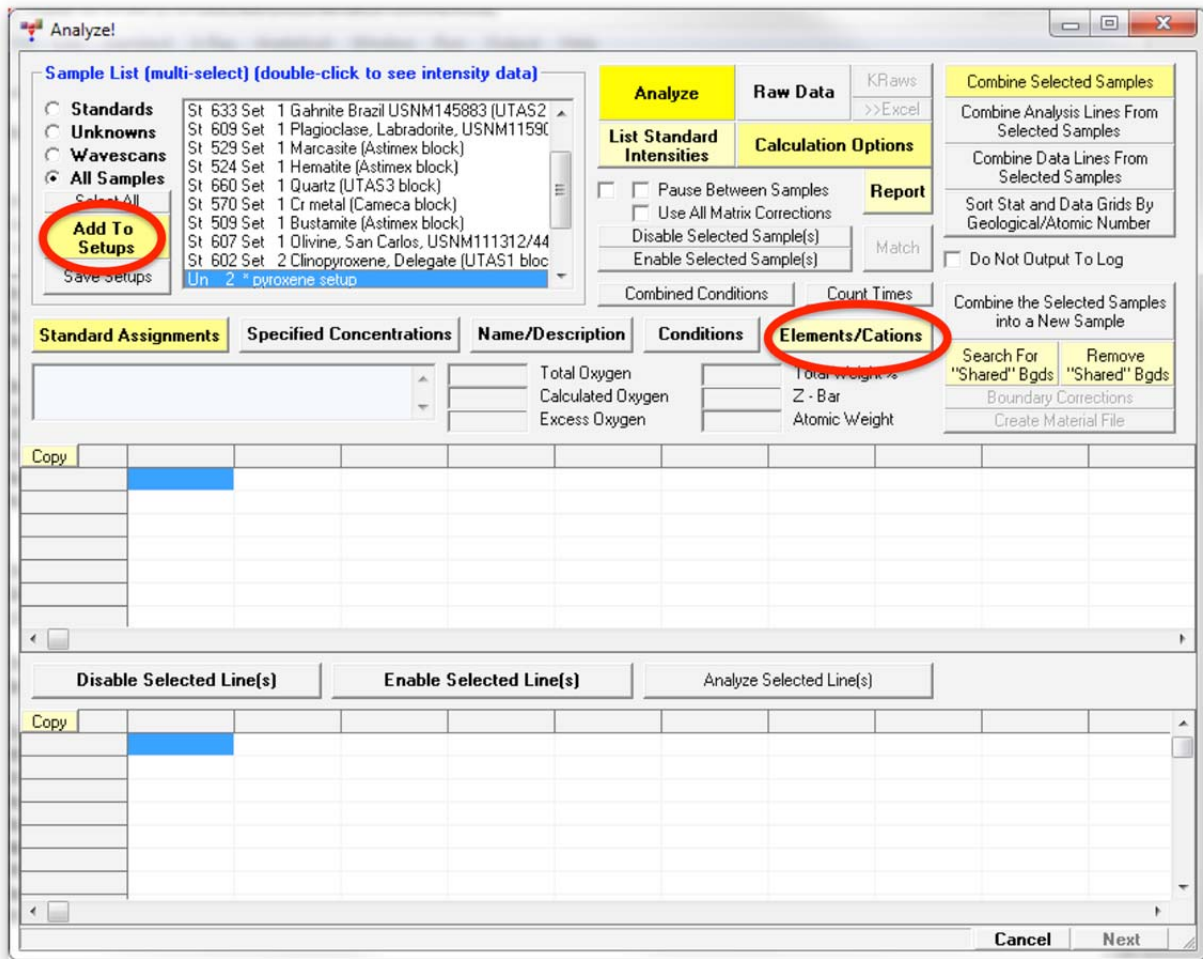 Analyze!
Sample List (multi-select) (double-click to see intensity data)
Standards
Unknowns
Wavescans
All Samples
Select All
Add To
Setups
Save Setups
St 633 Set 1 Gahnite Brazil USNM145883 (UTAS2
St 609 Set 1 Plagioclase, Labradorite, USNM11590
St 529 Set 1 Marcasite (Astimex block)
St 524 Set 1 Hematite (Astimex block)
St 660 Set 1 Quartz (UTAS3 block)
St 570 Set 1 Cr metal (Cameca block)
St 509 Set 1 Bustamite (Astimex block)
St 607 Set 1 Olivine, San Carlos, USNM111312/44
St 602 Set 2 Clinopyroxene, Delegate (UTAS1 bloc
Un 2 * pyroxene setup
Analyze
Raw Data
KRaws
>>Excel
List Standard
Intensities
Calculation Options
Pause Between Samples
Use All Matrix Corrections
Report
Disable Selected Sample(s)
Enable Selected Sample(s)
Match
Combined Conditions
Count Times
Combine Selected Samples
Combine Analysis Lines From
Selected Samples
Combine Data Lines From
Selected Samples
Sort Stat and Data Grids By
Geological/Atomic Number
Do Not Output To Log
Combine the Selected Samples
into a New Sample
Search For
"Shared" Bgds
Remove
"Shared" Bgds
Boundary Corrections
Create Material File
Standard Assignments
Specified Concentrations
Name/Description
Conditions
Elements/Cations
Total Oxygen
Calculated Oxygen
Excess Oxygen
Total Weight %
Z - Bar
Atomic Weight
Copy
Disable Selected Line(s)
Enable Selected Line(s)
Analyze Selected Line(s)
Copy
Cancel
Next